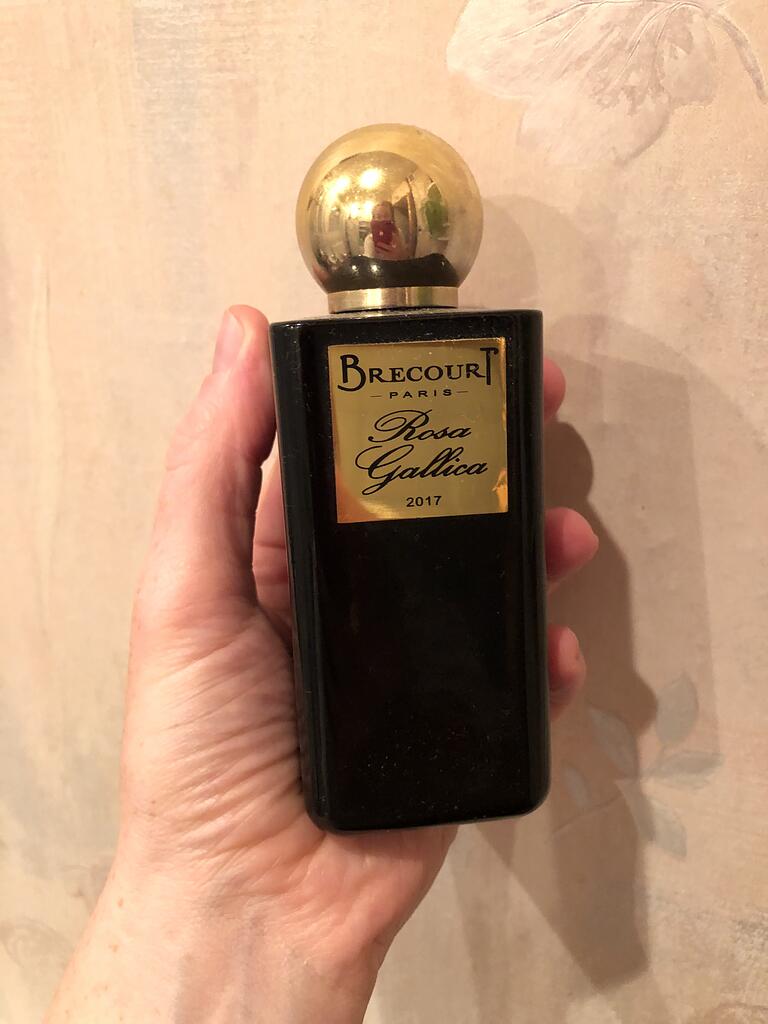 BRECOURT
– PARIS –
Rosa
Gallica
2017